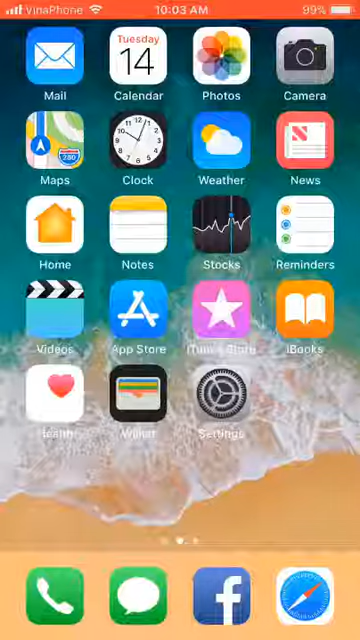 VinaPhone 10:03 AM 99%
Tuesday
14
Mail Calendar Photos Camera
280
Maps Clock Weather News
Home Notes Stocks Reminders
Videos App Store iTunes Store iBooks
Health Wallet Settings